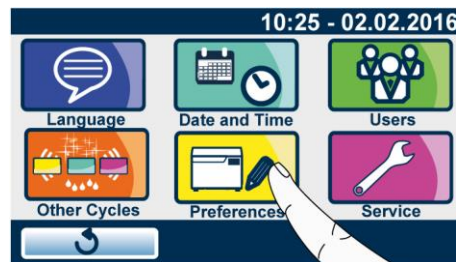 10:25 - 02.02.2016
Language Date and Time Users
Other Cycles Preferences Service